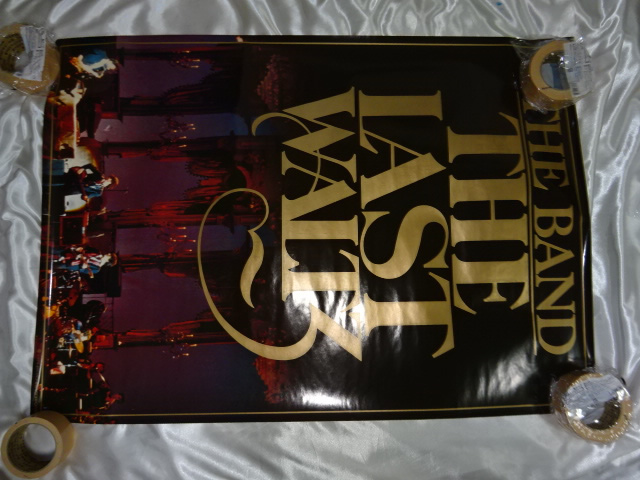 THE BAND
THE
LAST
WALTZ